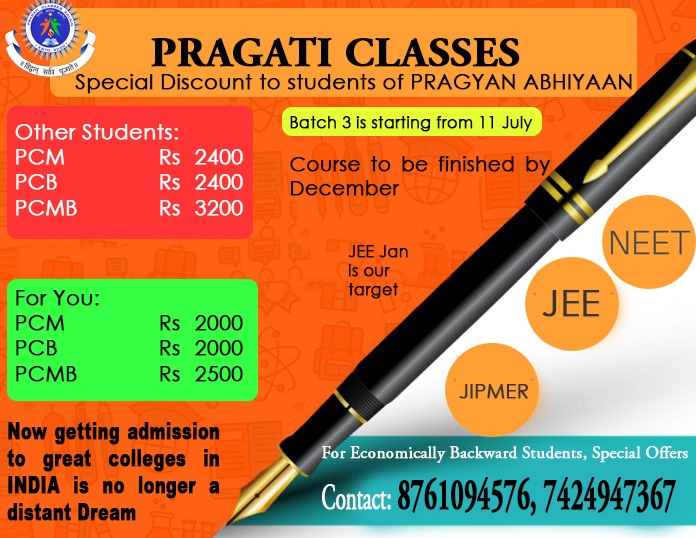 PRAGATI CLASSES
Special Discount to students of PRAGYAN ABHIYAAN
॥ विद्वान् सर्वत्र पूज्यते ॥
Other Students:
PCM Rs 2400
PCB Rs 2400
PCMB Rs 3200
Batch 3 is starting from 11 July
Course to be finished by
December
JEE Jan
is our
target
NEET
JEE
JIPMER
For You:
PCM Rs 2000
PCB Rs 2000
PCMB Rs 2500
Now getting admission
to great colleges in
INDIA is no longer a
distant Dream
For Economically Backward Students, Special Offers
Contact: 8761094576, 7424947367